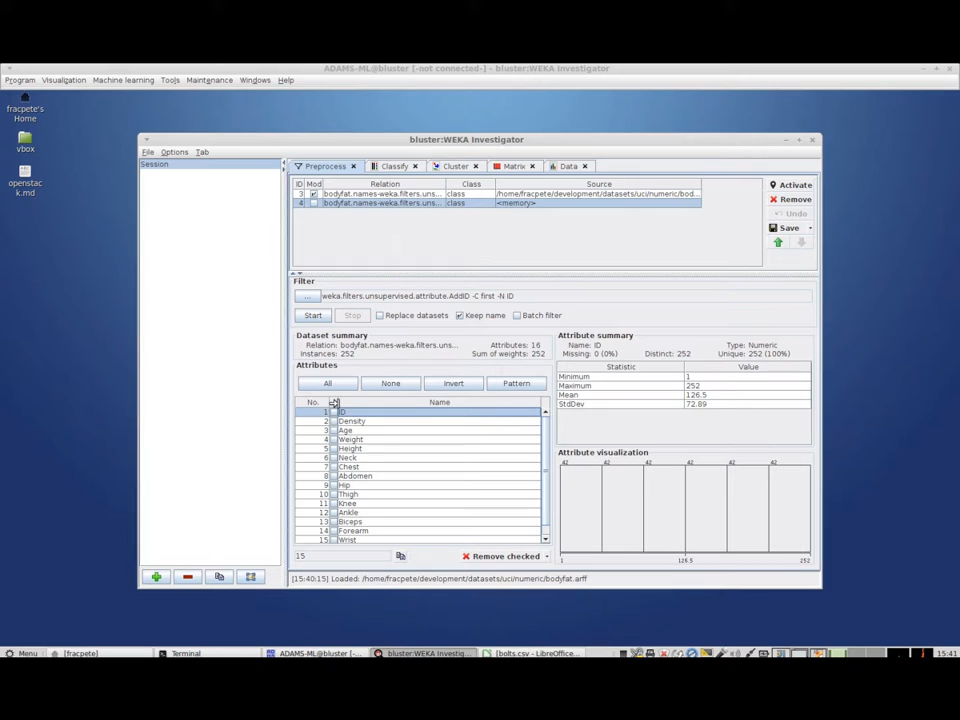 ADAMS-ML@bluster [-not connected-] - bluster:WEKA Investigator
Program Visualization Machine learning Tools Maintenance Windows Help
fracpete's
Home
vbox
openstack.md
bluster:WEKA Investigator
File Options Tab
Session
Preprocess Classify Cluster Matrix Data
ID Mod Relation Class Source
3 bodyfat.names-weka.filters.uns... class /home/fracpete/development/datasets/uci/numeric/bod...
4 bodyfat.names-weka.filters.uns... class <memory>
Activate
Remove
Undo
Save
Filter
... weka.filters.unsupervised.attribute.AddID -C first -N ID
Start Stop Replace datasets Keep name Batch filter
Dataset summary
Relation: bodyfat.names-weka.filters.uns... Attributes: 16
Instances: 252 Sum of weights: 252
Attributes
All None Invert Pattern
No. Name
1 ID
2 Density
3 Age
4 Weight
5 Height
6 Neck
7 Chest
8 Abdomen
9 Hip
10 Thigh
11 Knee
12 Ankle
13 Biceps
14 Forearm
15 Wrist
15 Remove checked
Attribute summary
Name: ID Type: Numeric
Missing: 0 (0%) Distinct: 252 Unique: 252 (100%)
Statistic Value
Minimum 1
Maximum 252
Mean 126.5
StdDev 72.89
Attribute visualization
42 42 42 42 42 42
1 126.5 252
[15:40:15] Loaded: /home/fracpete/development/datasets/uci/numeric/bodyfat.arff
Menu [fracpete] Terminal ADAMS-ML@bluster [-... bluster:WEKA Investig... [bolts.csv - LibreOffice... 15:41